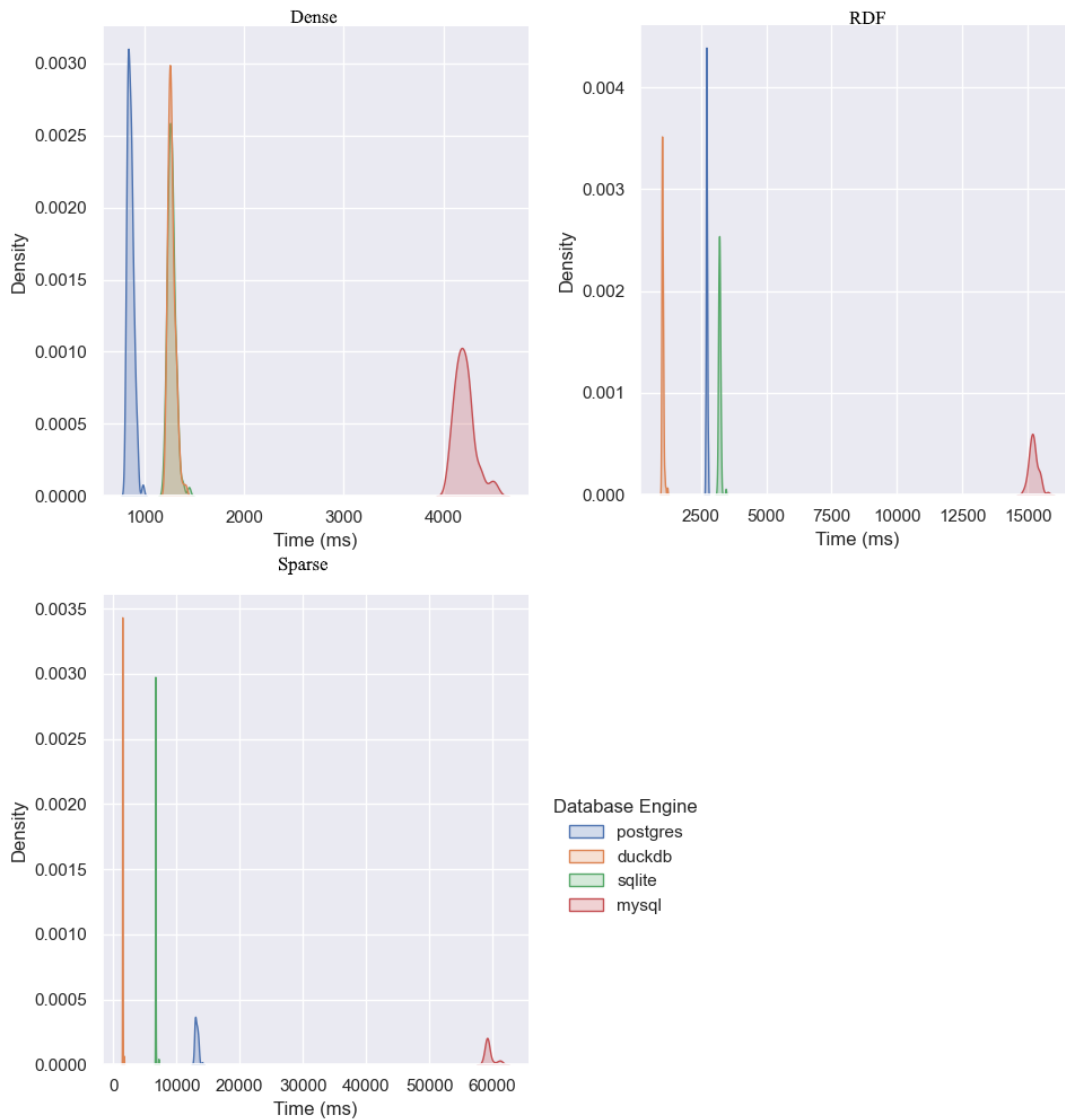 Dense
0.0030
0.0025
0.0020
0.0015
0.0010
0.0005
0.0000
Density
1000 2000 3000 4000
Time (ms)
RDF
0.004
0.003
0.002
0.001
0.000
Density
2500 5000 7500 10000 12500 15000
Time (ms)
Sparse
0.0035
0.0030
0.0025
0.0020
0.0015
0.0010
0.0005
0.0000
Density
0 10000 20000 30000 40000 50000 60000
Time (ms)
Database Engine
postgres
duckdb
sqlite
mysql